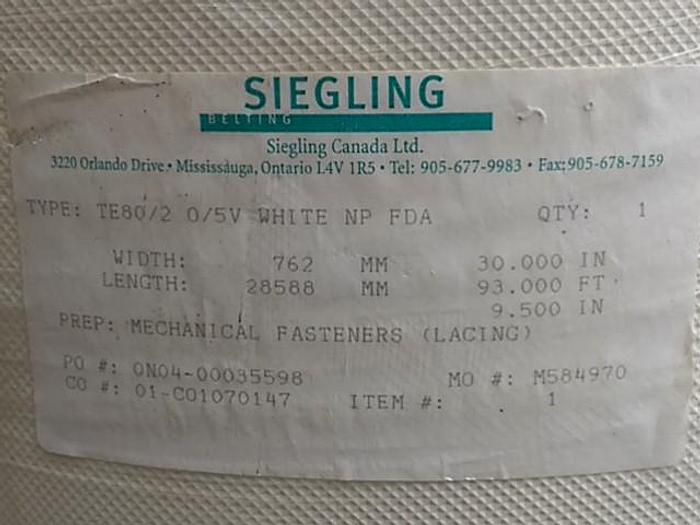 SIEGLING
BELTING
Siegling Canada Ltd.
3220 Orlando Drive • Mississauga, Ontario L4V 1R5 • Tel: 905-677-9983 • Fax: 905-678-7159
TYPE: TE80/2 0/5V WHITE NP FDA QTY: 1
WIDTH: 762 MM 30.000 IN
LENGTH: 28588 MM 93.000 FT
9.500 IN
PREP: MECHANICAL FASTENERS (LACING)
PO #: 0N04-00035598 MO #: M584970
CO #: 01-C01070147 ITEM #: 1